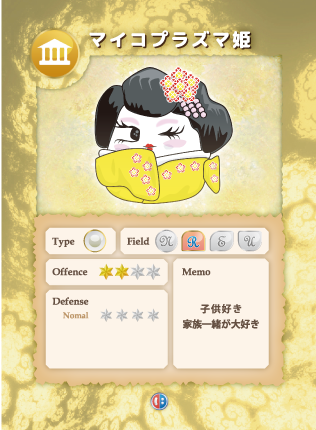 マイコプラズマ姫
Type
Field N R S U
Offence
Memo
Defense
Nomal
子供好き
家族一緒が大好き